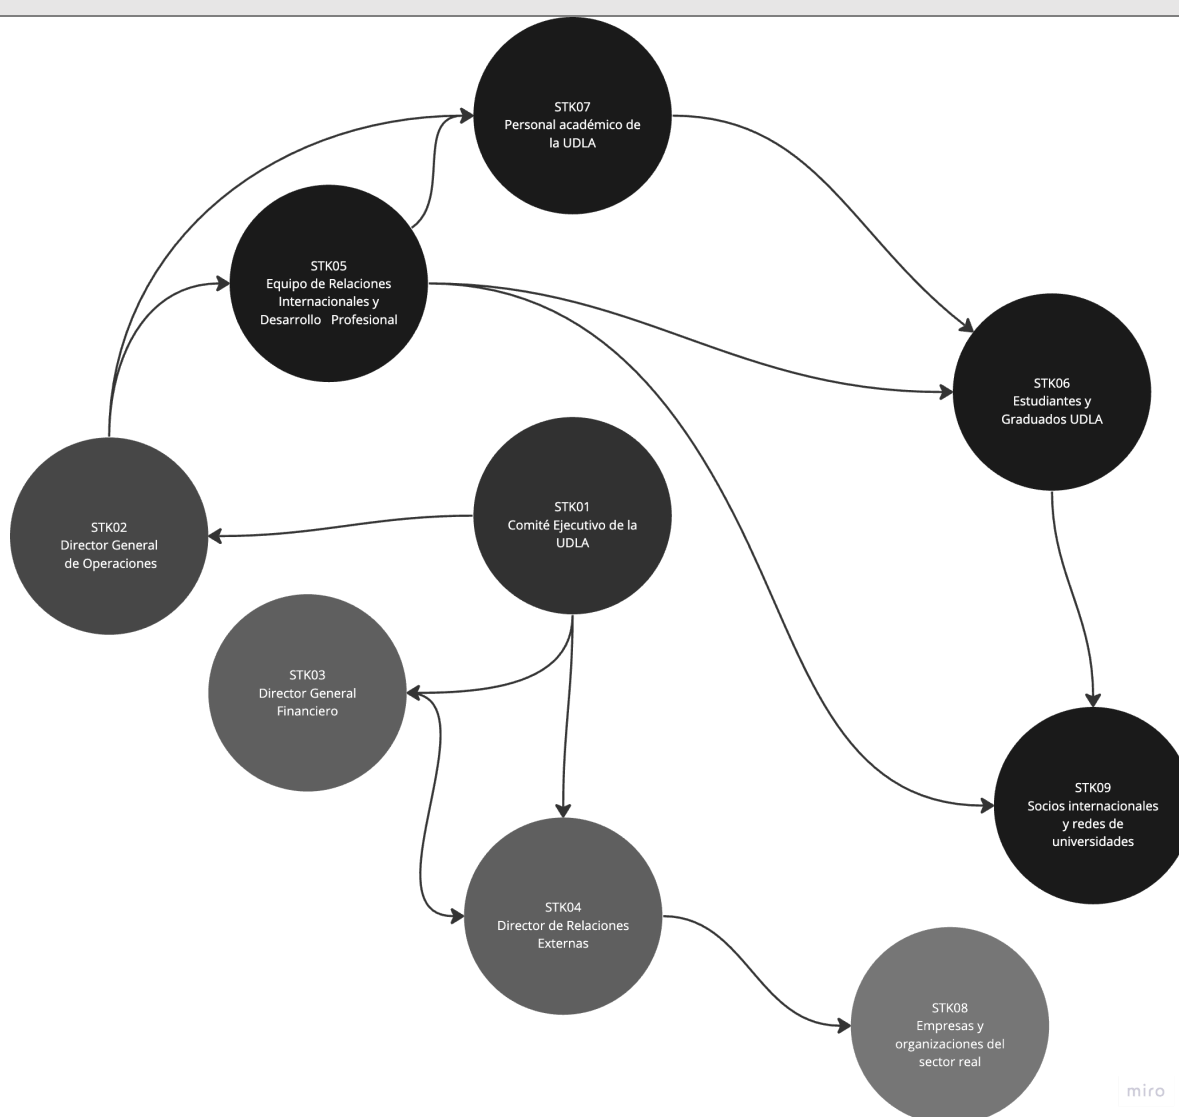 STK07
Personal académico de
la UDLA
STK05
Equipo de Relaciones
Internacionales y
Desarrollo Profesional
STK06
Estudiantes y
Graduados UDLA
STK01
Comité Ejecutivo de la
UDLA
STK02
Director General
de Operaciones
STK03
Director General
Financiero
STK09
Socios internacionales
y redes de
universidades
STK04
Director de Relaciones
Externas
STK08
Empresas y
organizaciones del
sector real
miro